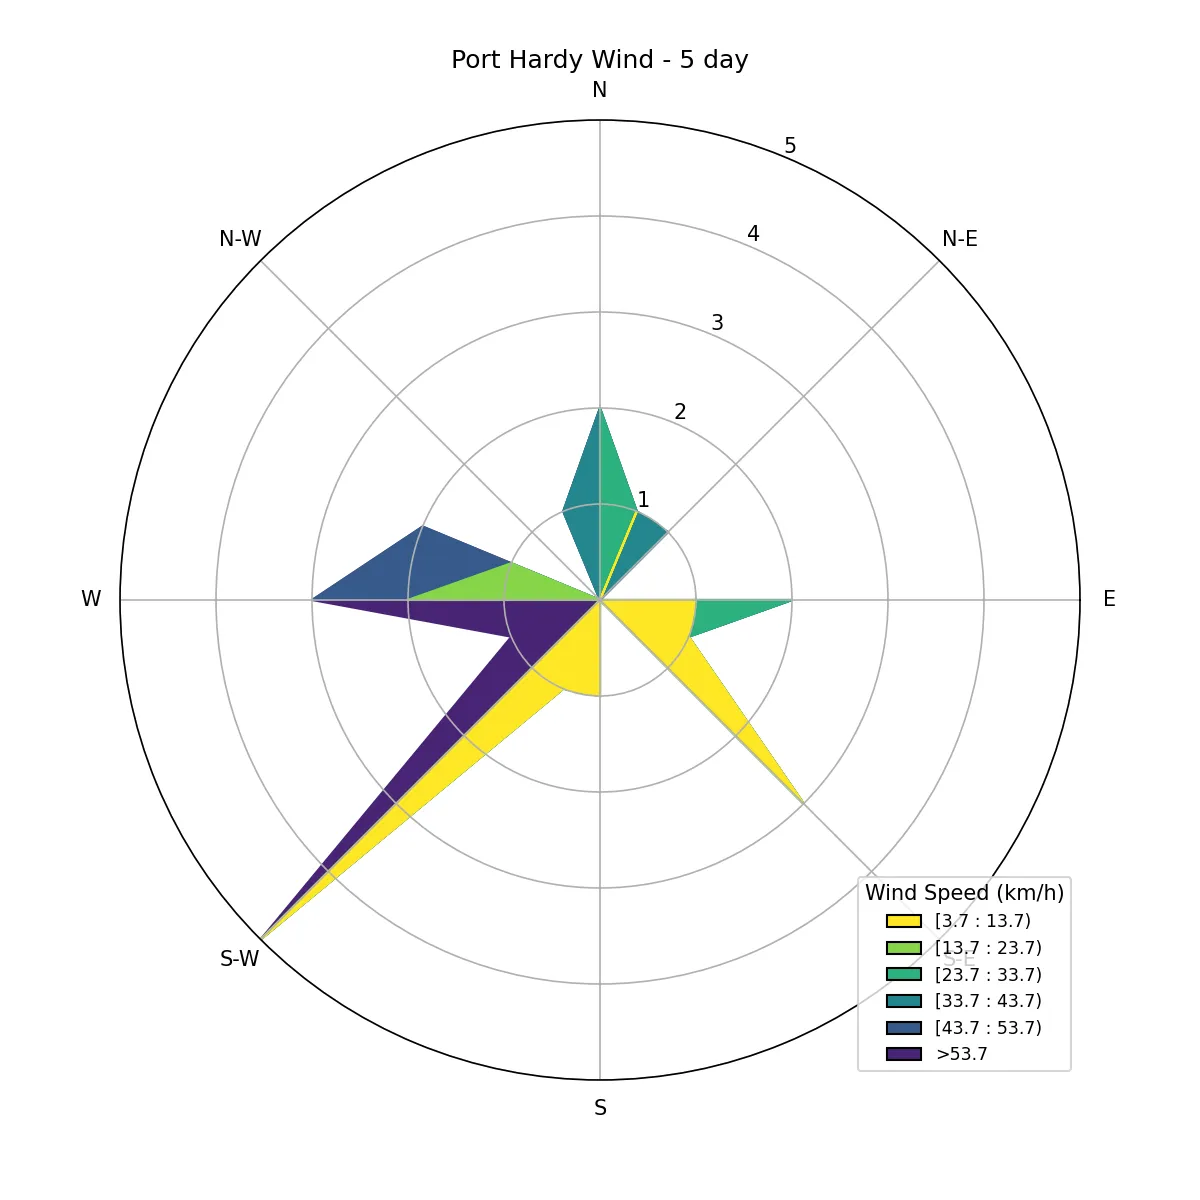 Port Hardy Wind - 5 day
N
5
N-W
N-E
4
3
2
1
W
E
S-W
S-E
S
Wind Speed (km/h)
[3.7 : 13.7)
[13.7 : 23.7)
[23.7 : 33.7)
[33.7 : 43.7)
[43.7 : 53.7)
>53.7